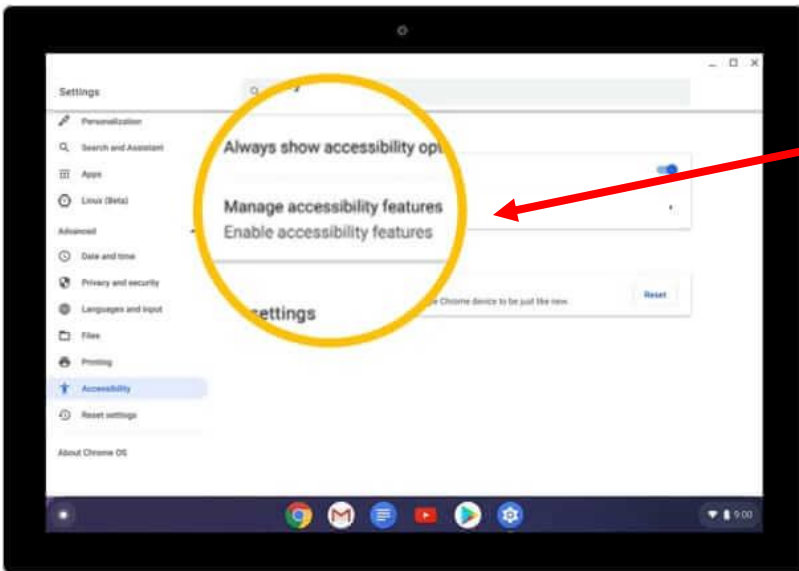 Settings
Personalization
Search and Assistant
Apps
Linux (Beta)
Advanced
Date and time
Privacy and security
Languages and input
Files
Printing
Accessibility
Reset settings
About Chrome OS
Always show accessibility opt
Manage accessibility features
Enable accessibility features
settings
Chrome device to be just like new.
Reset
9:00